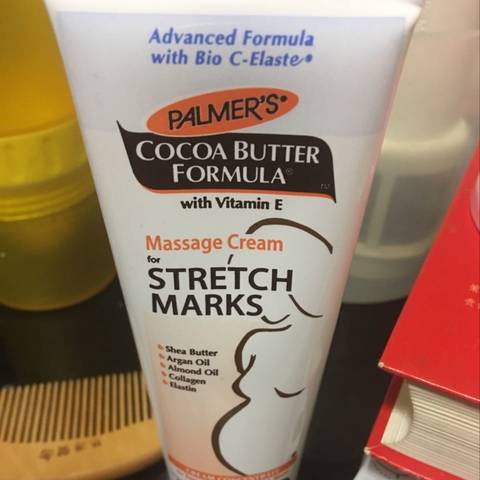 Advanced Formula
with Bio C-Elaste
PALMER'S
COCOA BUTTER
FORMULA
with Vitamin E
Massage Cream
for
STRETCH
MARKS
Shea Butter
Argan Oil
Almond Oil
Collagen
Elastin